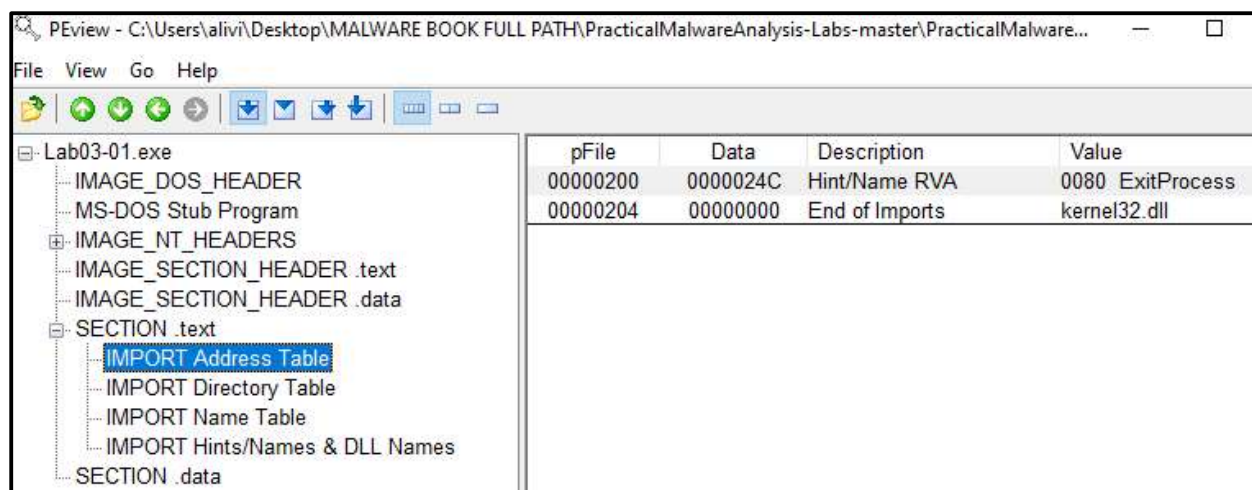 PEview - C:\Users\alivi\Desktop\MALWARE BOOK FULL PATH\PracticalMalwareAnalysis-Labs-master\PracticalMalware...
File View Go Help
Lab03-01.exe
IMAGE_DOS_HEADER
MS-DOS Stub Program
IMAGE_NT_HEADERS
IMAGE_SECTION_HEADER .text
IMAGE_SECTION_HEADER .data
SECTION .text
IMPORT Address Table
IMPORT Directory Table
IMPORT Name Table
IMPORT Hints/Names & DLL Names
SECTION .data
pFile Data Description Value
00000200 0000024C Hint/Name RVA 0080 ExitProcess
00000204 00000000 End of Imports kernel32.dll